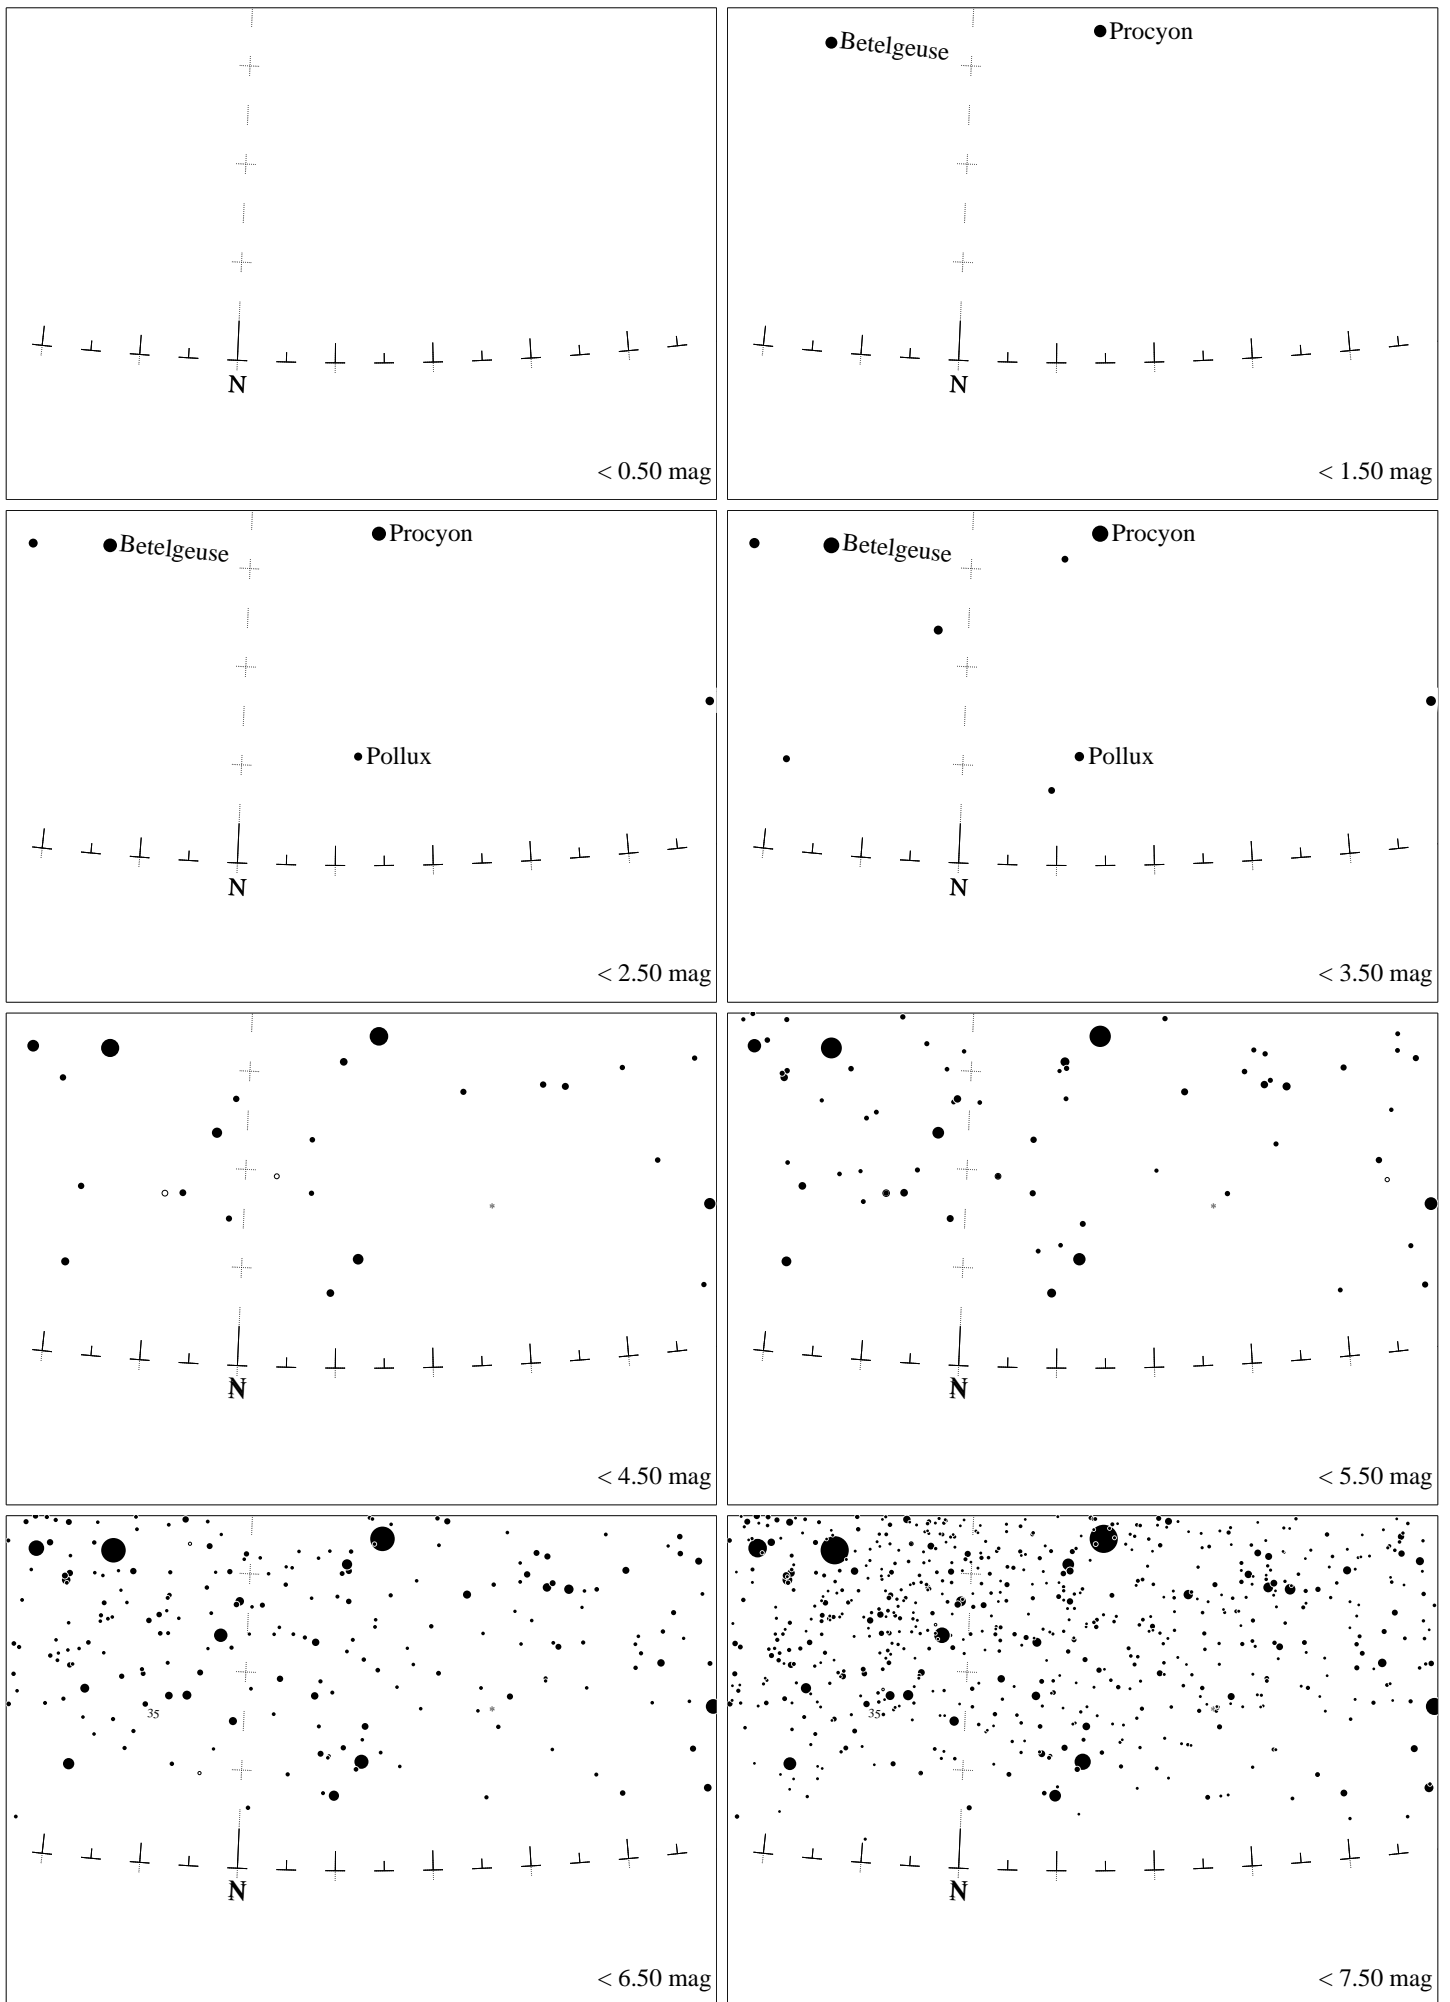 N
< 0.50 mag
Betelgeuse
Procyon
N
< 1.50 mag
Betelgeuse
Procyon
Pollux
N
< 2.50 mag
Betelgeuse
Procyon
Pollux
N
< 3.50 mag
N
< 4.50 mag
N
< 5.50 mag
35
N
< 6.50 mag
35
N
< 7.50 mag